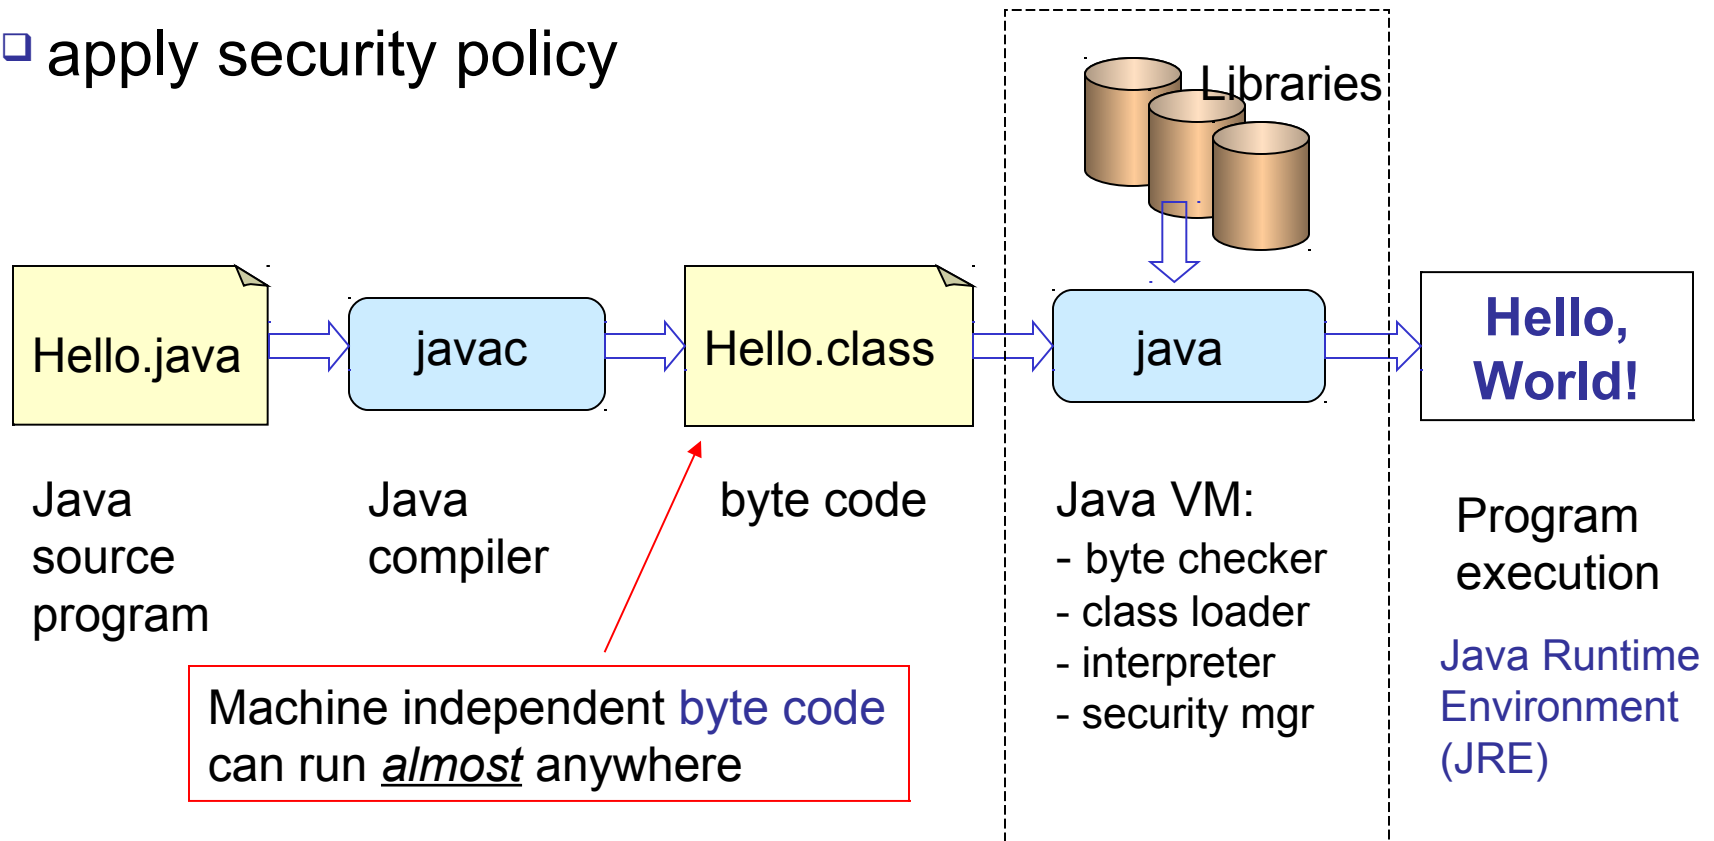 apply security policy
Libraries
Hello.java
javac
Hello.class
java
Hello,
World!
Java
source
program
Java
compiler
byte code
Java VM:
- byte checker
- class loader
- interpreter
- security mgr
Program
execution
Java Runtime
Environment
(JRE)
Machine independent byte code
can run almost anywhere